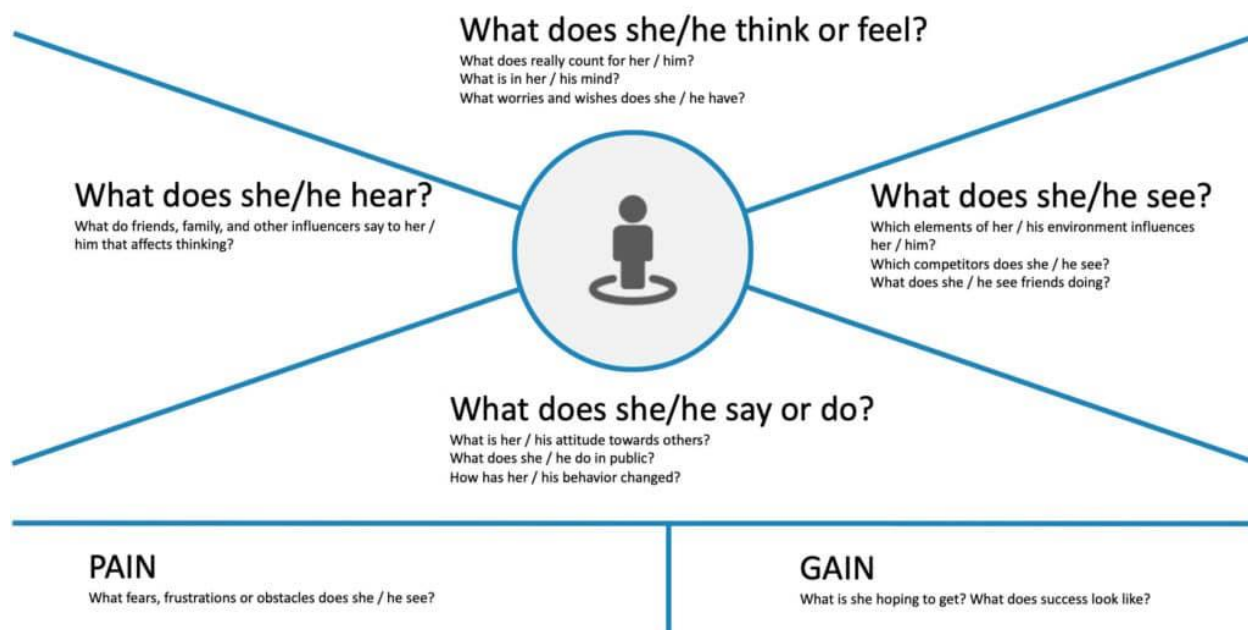 What does she/he think or feel?
What does really count for her / him?
What is in her / his mind?
What worries and wishes does she / he have?
What does she/he hear?
What do friends, family, and other influencers say to her /
him that affects thinking?
What does she/he see?
Which elements of her / his environment influences
her / him?
Which competitors does she / he see?
What does she / he see friends doing?
What does she/he say or do?
What is her / his attitude towards others?
What does she / he do in public?
How has her / his behavior changed?
PAIN
What fears, frustrations or obstacles does she / he see?
GAIN
What is she hoping to get? What does success look like?